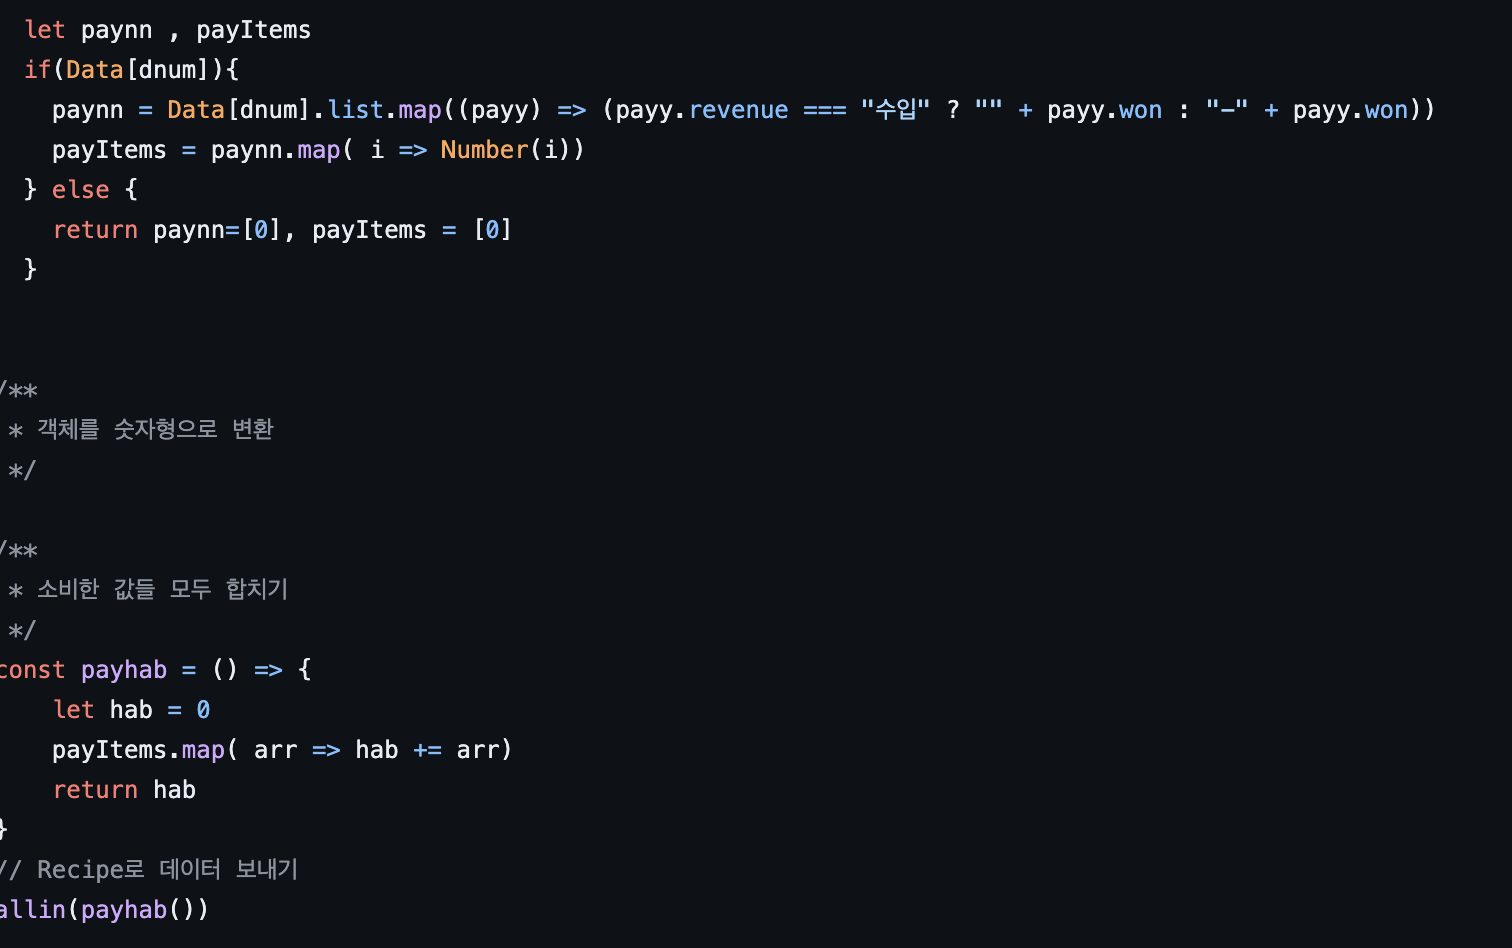 let paynn , payItems
if(Data[dnum]){
paynn = Data[dnum].list.map((payy) => (payy.revenue === "수입" ? "" + payy.won : "-" + payy.won))
payItems = paynn.map( i => Number(i))
} else {
return paynn=[0], payItems = [0]
}
/**
* 객체를 숫자형으로 변환
*/
/**
* 소비한 값들 모두 합치기
*/
const payhab = () => {
let hab = 0
payItems.map( arr => hab += arr)
return hab
}
// Recipe로 데이터 보내기
allin(payhab())